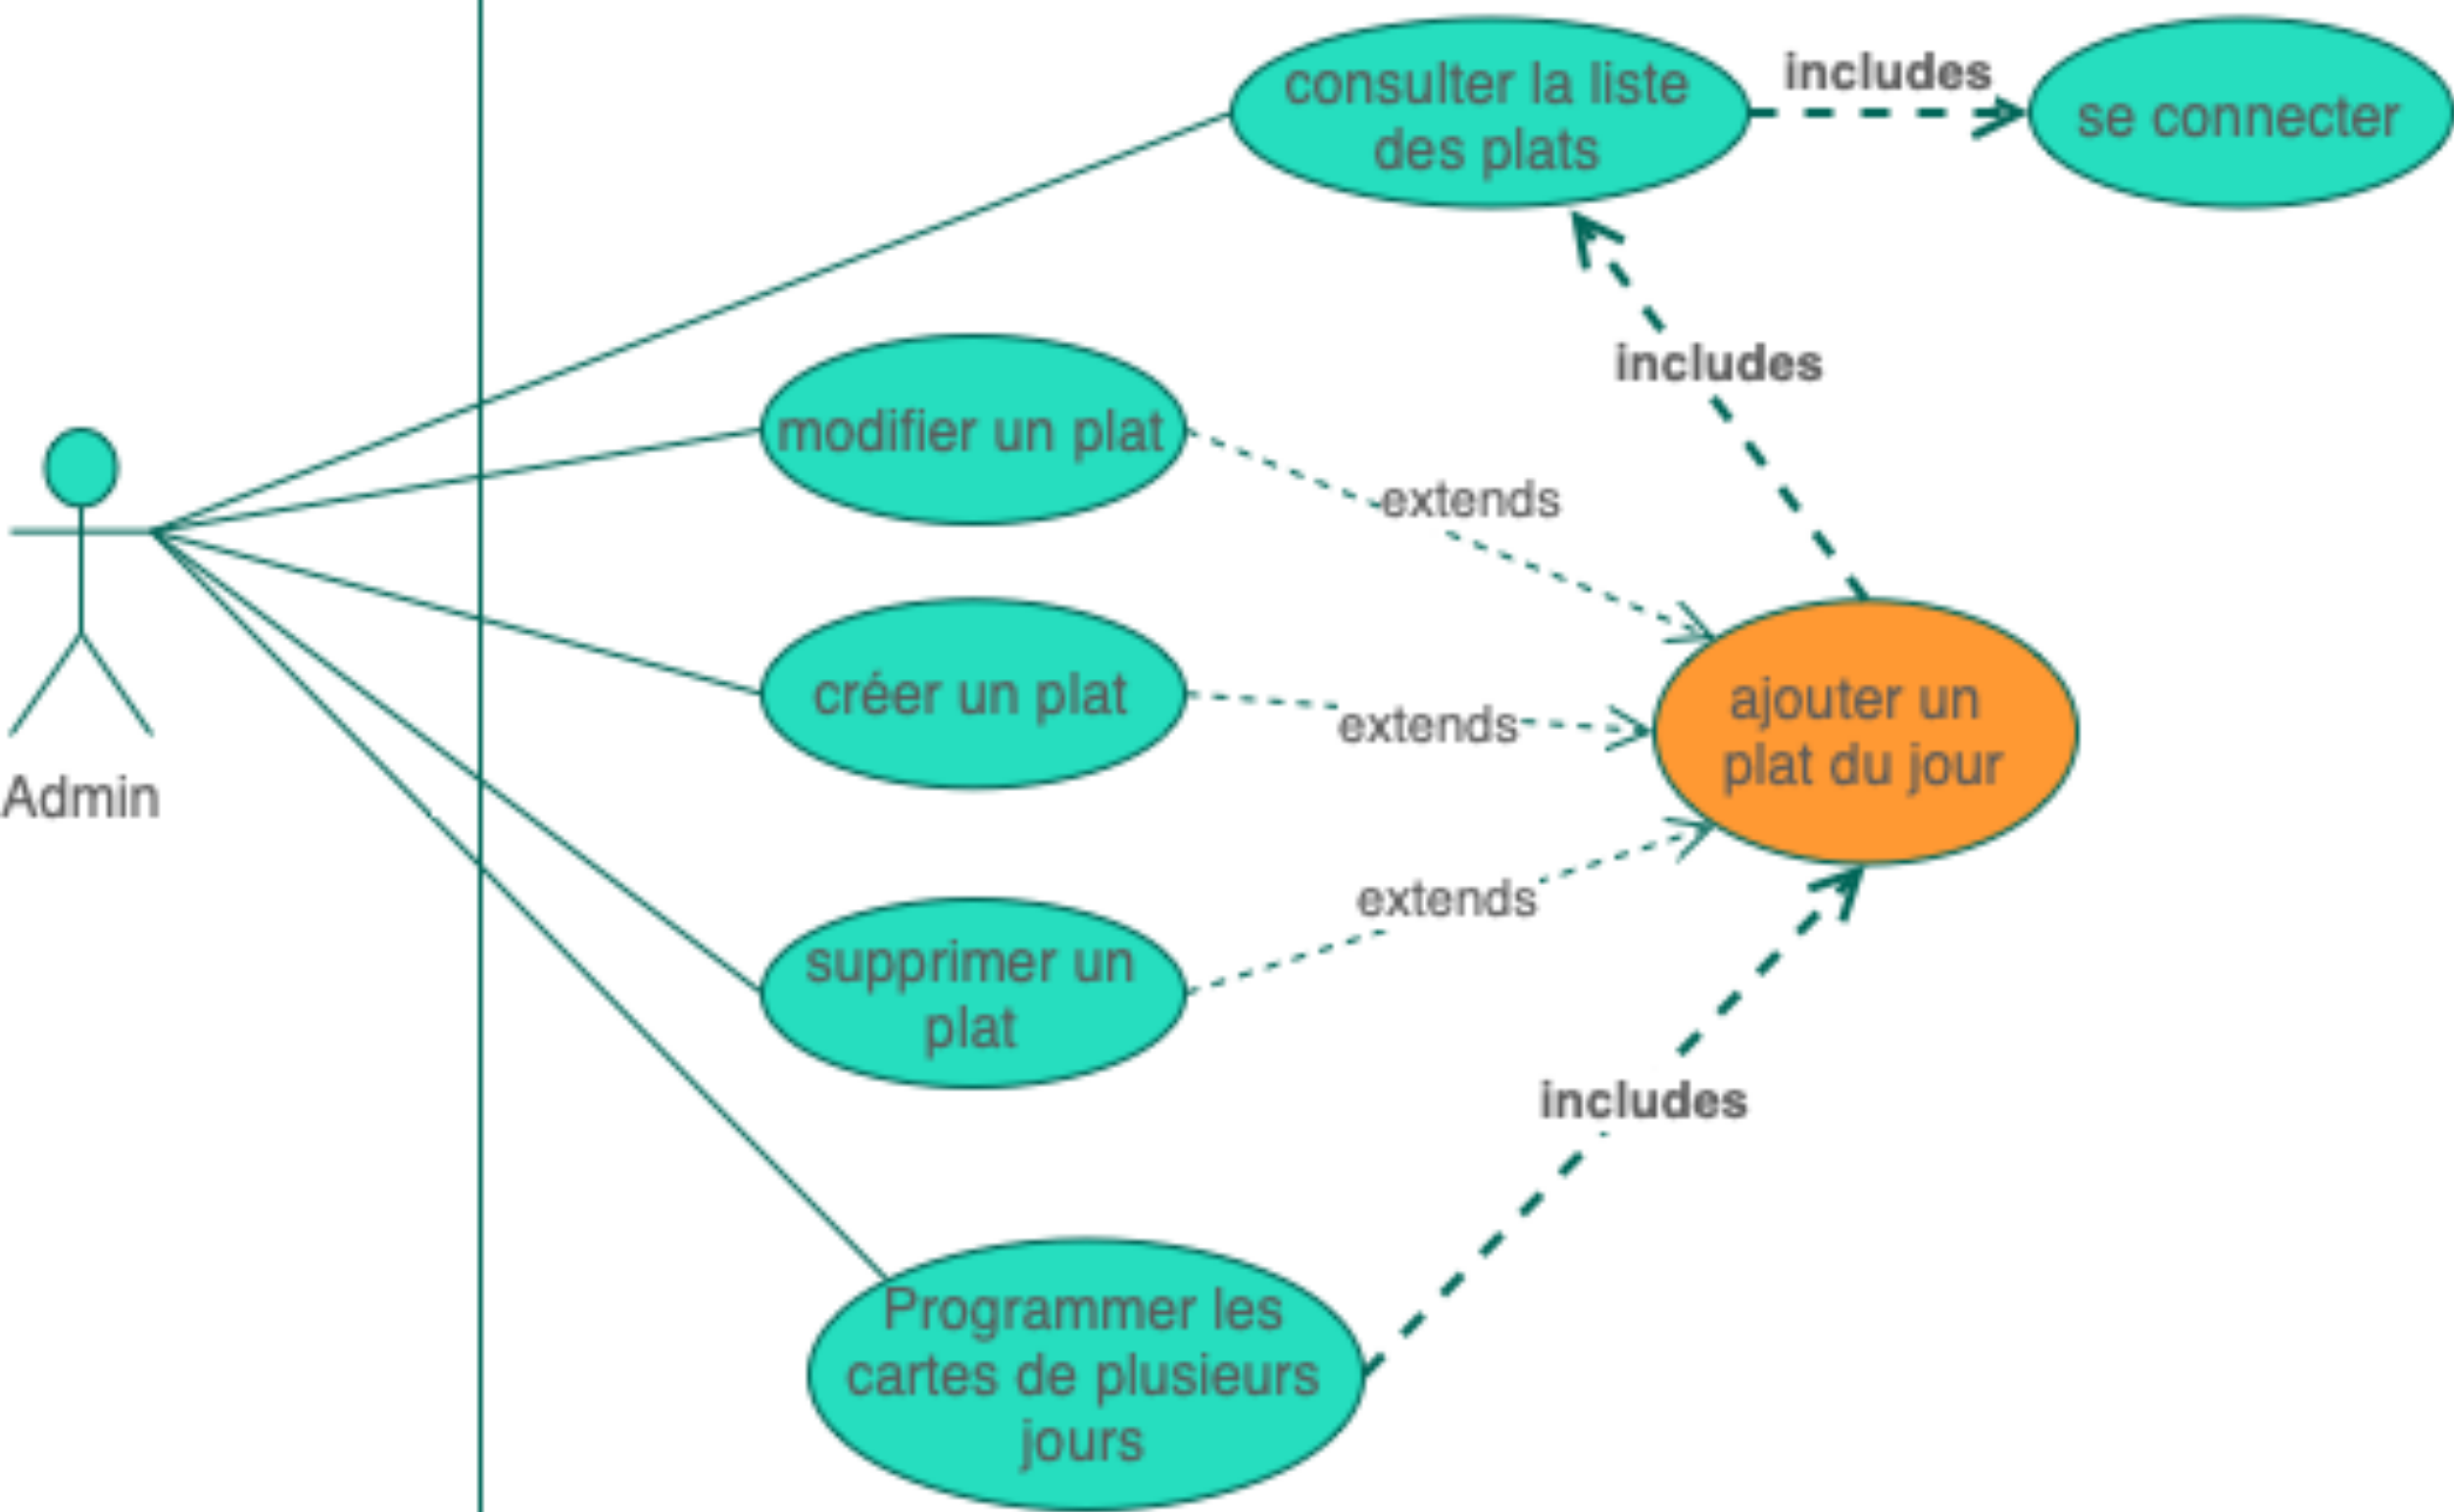 consulter la liste
des plats
includes
se connecter
includes
modifier un plat
extends
créer un plat
extends
ajouter un
plat du jour
Admin
extends
supprimer un
plat
includes
Programmer les
cartes de plusieurs
jours